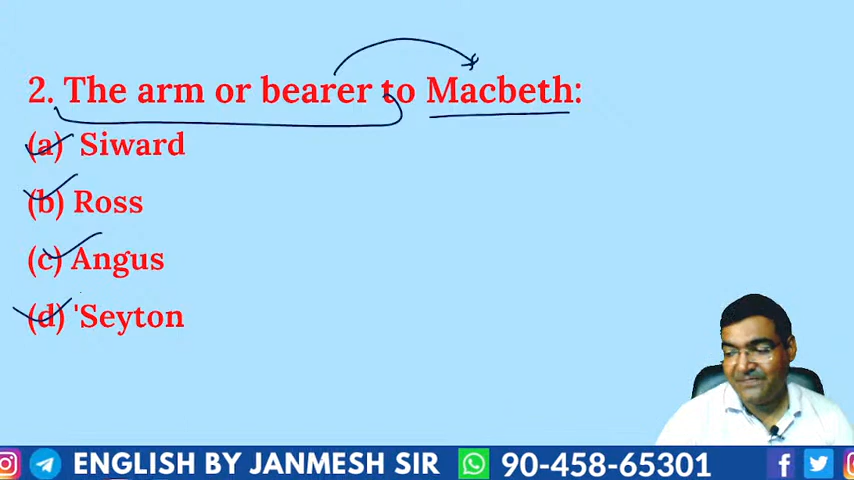 2. The arm or bearer to Macbeth:
(a) Siward
(b) Ross
(c) Angus
(d) 'Seyton
ENGLISH BY JANMESH SIR 90-458-65301